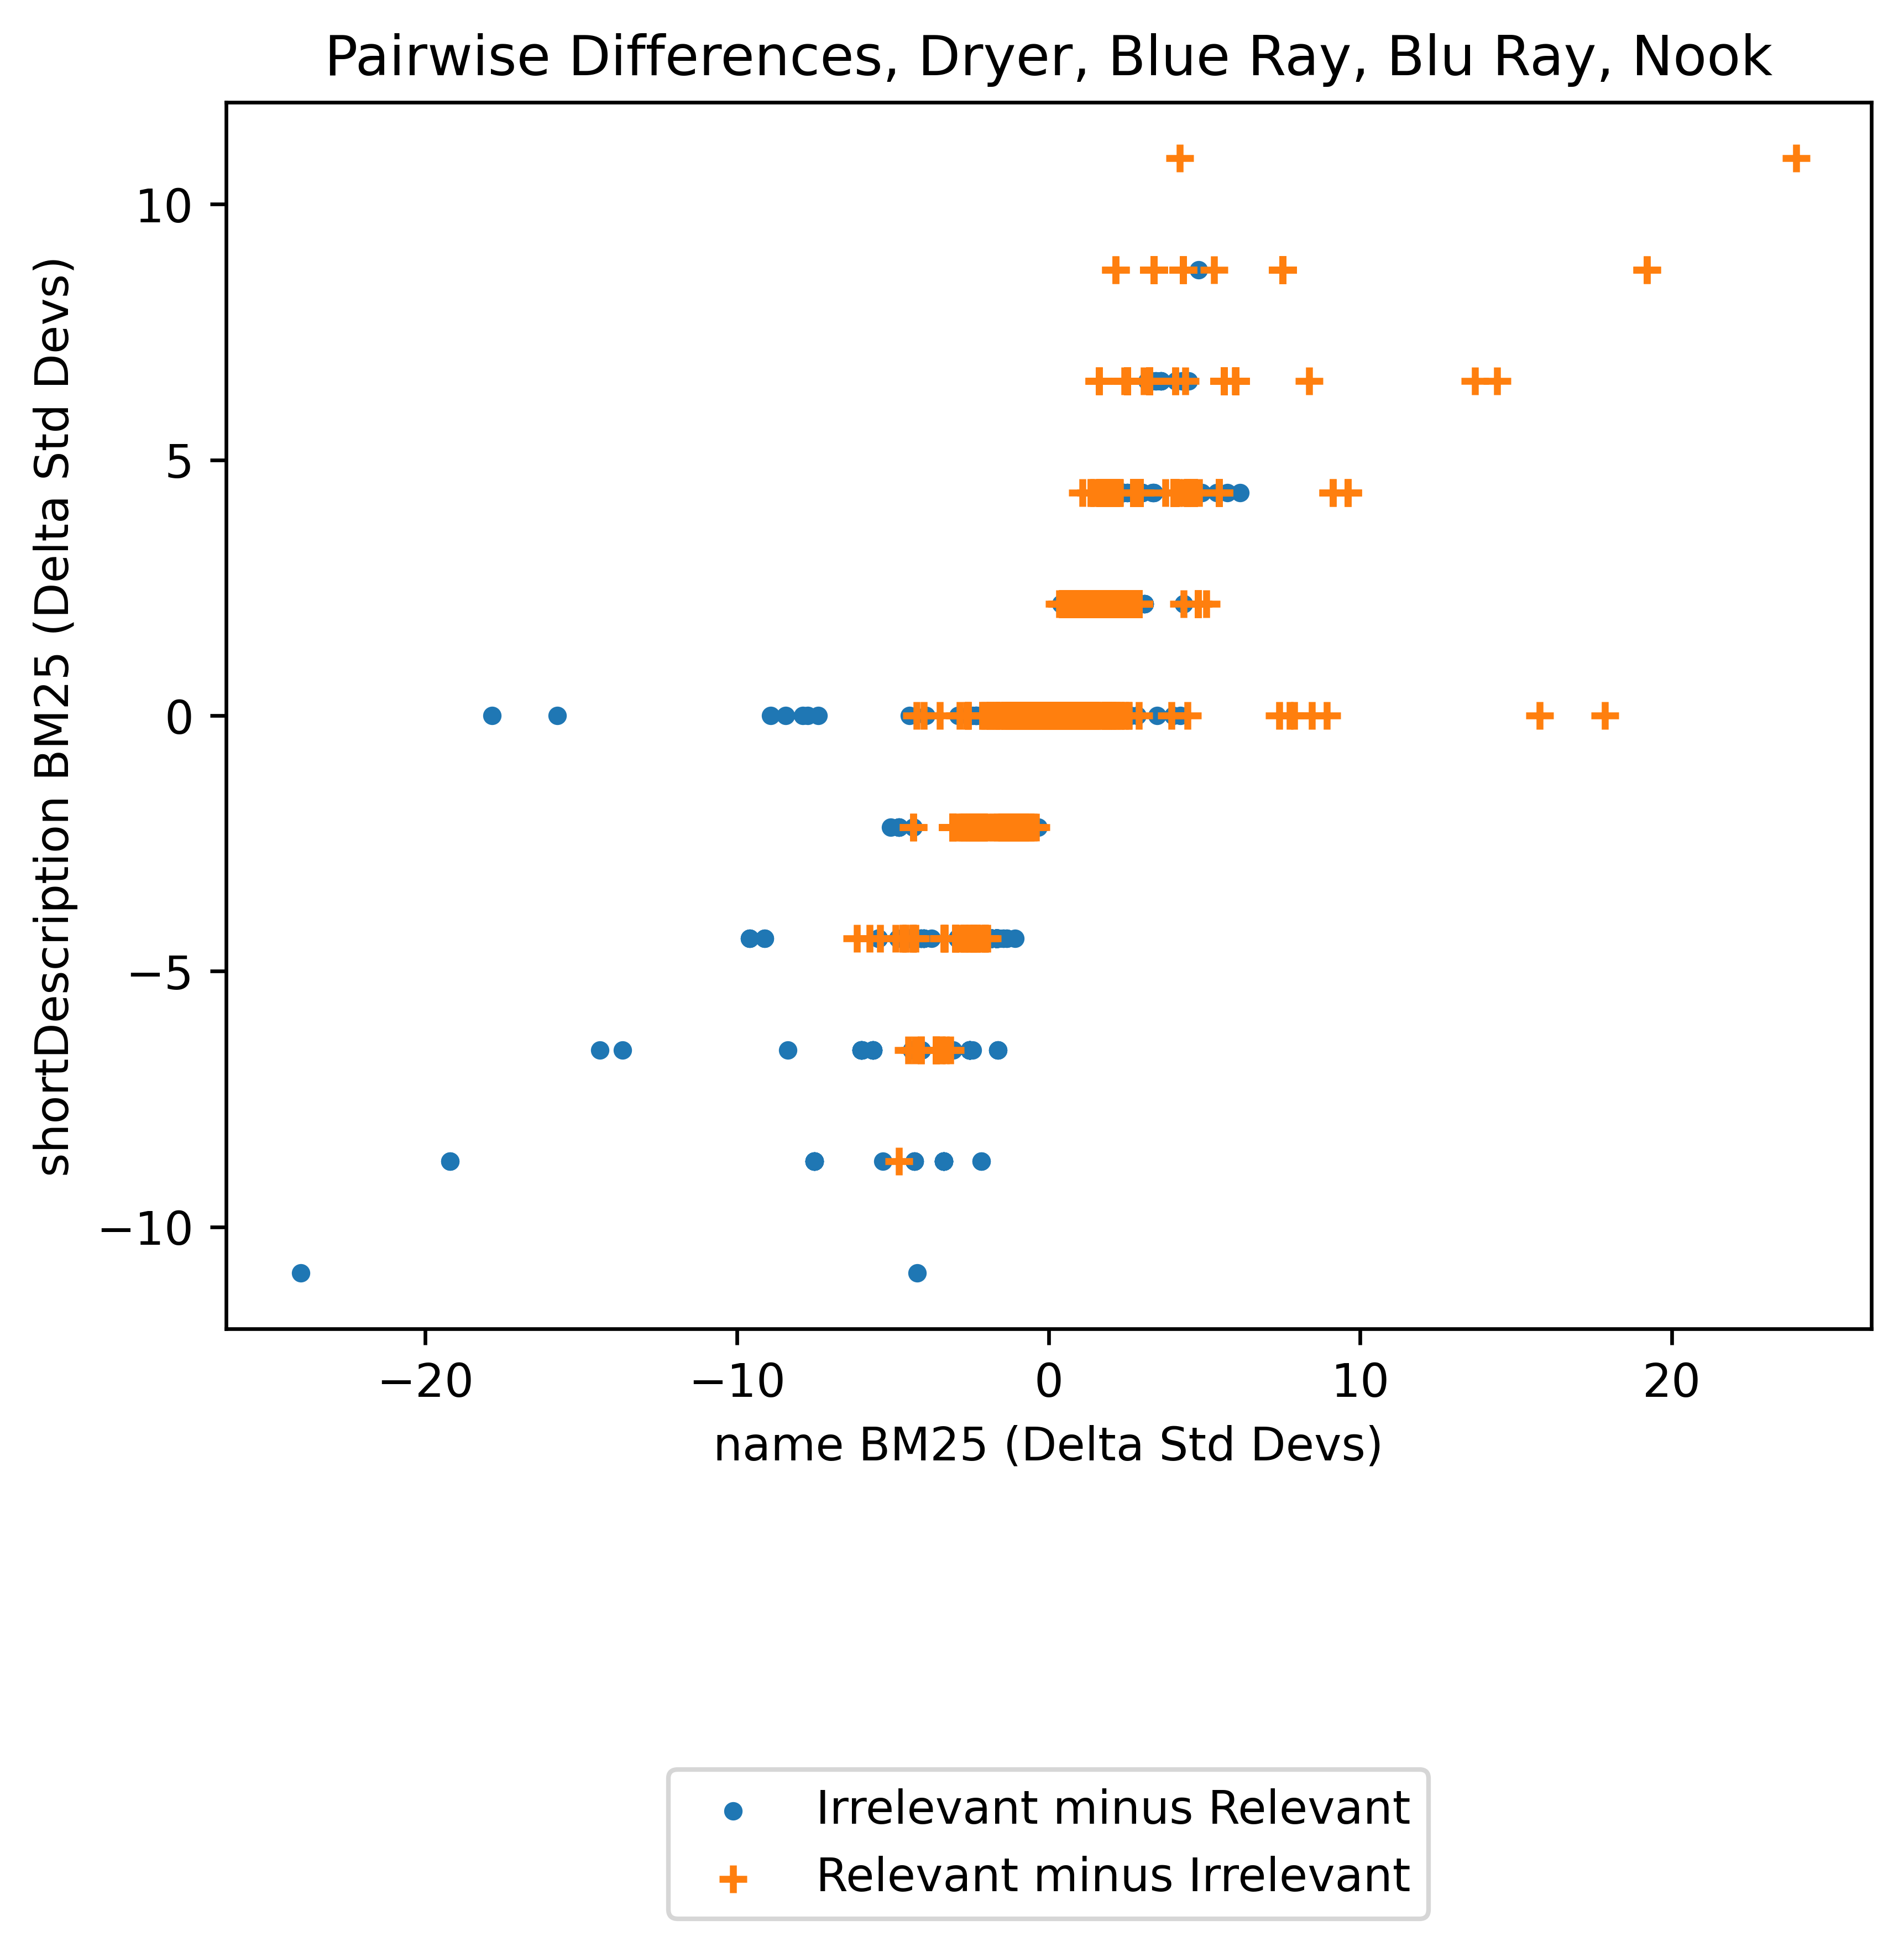 Pairwise Differences, Dryer, Blue Ray, Blu Ray, Nook
shortDescription BM25 (Delta Std Devs)
10
5
0
−5
−10
−20
−10
0
10
20
name BM25 (Delta Std Devs)
Irrelevant minus Relevant
Relevant minus Irrelevant